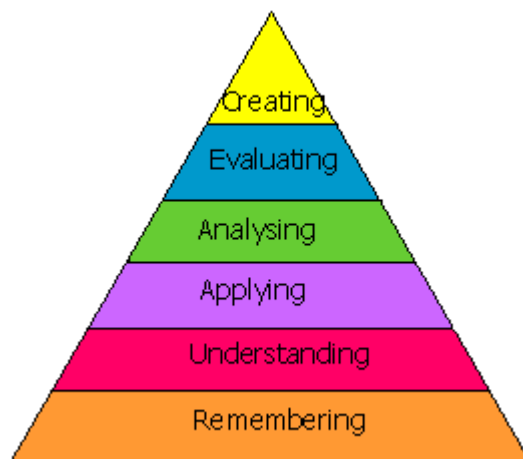 Creating
Evaluating
Analysing
Applying
Understanding
Remembering